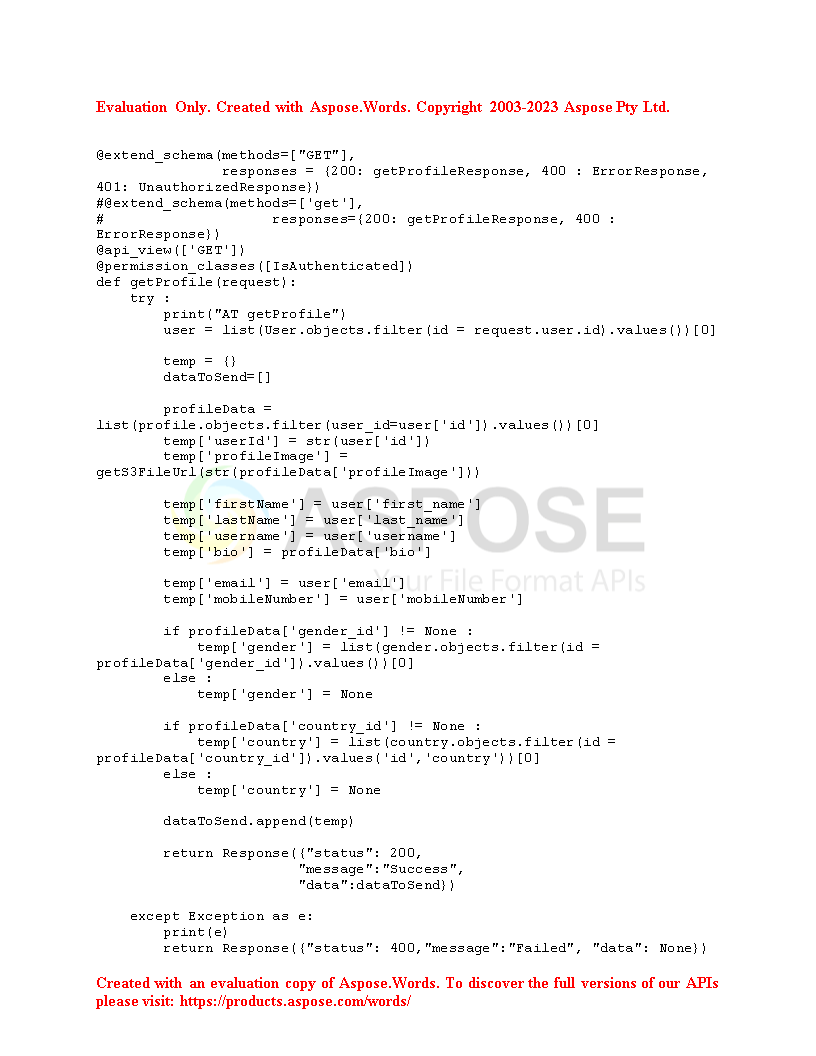 Evaluation Only. Created with Aspose.Words. Copyright 2003-2023 Aspose Pty Ltd.
@extend_schema(methods=["GET"],
               responses = {200: getProfileResponse, 400 : ErrorResponse,
401: UnauthorizedResponse})
#@extend_schema(methods=['get'],
#                    responses={200: getProfileResponse, 400 :
ErrorResponse})
@api_view(['GET'])
@permission_classes([IsAuthenticated])
def getProfile(request):
    try :
        print("AT getProfile")
        user = list(User.objects.filter(id = request.user.id).values())[0]

        temp = {}
        dataToSend=[]

        profileData =
list(profile.objects.filter(user_id=user['id']).values())[0]
        temp['userId'] = str(user['id'])
        temp['profileImage'] =
getS3FileUrl(str(profileData['profileImage']))

        temp['firstName'] = user['first_name']
        temp['lastName'] = user['last_name']
        temp['username'] = user['username']
        temp['bio'] = profileData['bio']
ASPOSE

        temp['email'] = user['email']
Your File Format APIs
        temp['mobileNumber'] = user['mobileNumber']

        if profileData['gender_id'] != None :
            temp['gender'] = list(gender.objects.filter(id =
profileData['gender_id']).values())[0]
        else :
            temp['gender'] = None

        if profileData['country_id'] != None :
            temp['country'] = list(country.objects.filter(id =
profileData['country_id']).values('id','country'))[0]
        else :
            temp['country'] = None

        dataToSend.append(temp)

        return Response({"status": 200,
                        "message":"Success",
                        "data":dataToSend})

    except Exception as e:
        print(e)
        return Response({"status": 400,"message":"Failed", "data": None})
Created with an evaluation copy of Aspose.Words. To discover the full versions of our APIs
please visit: https://products.aspose.com/words/